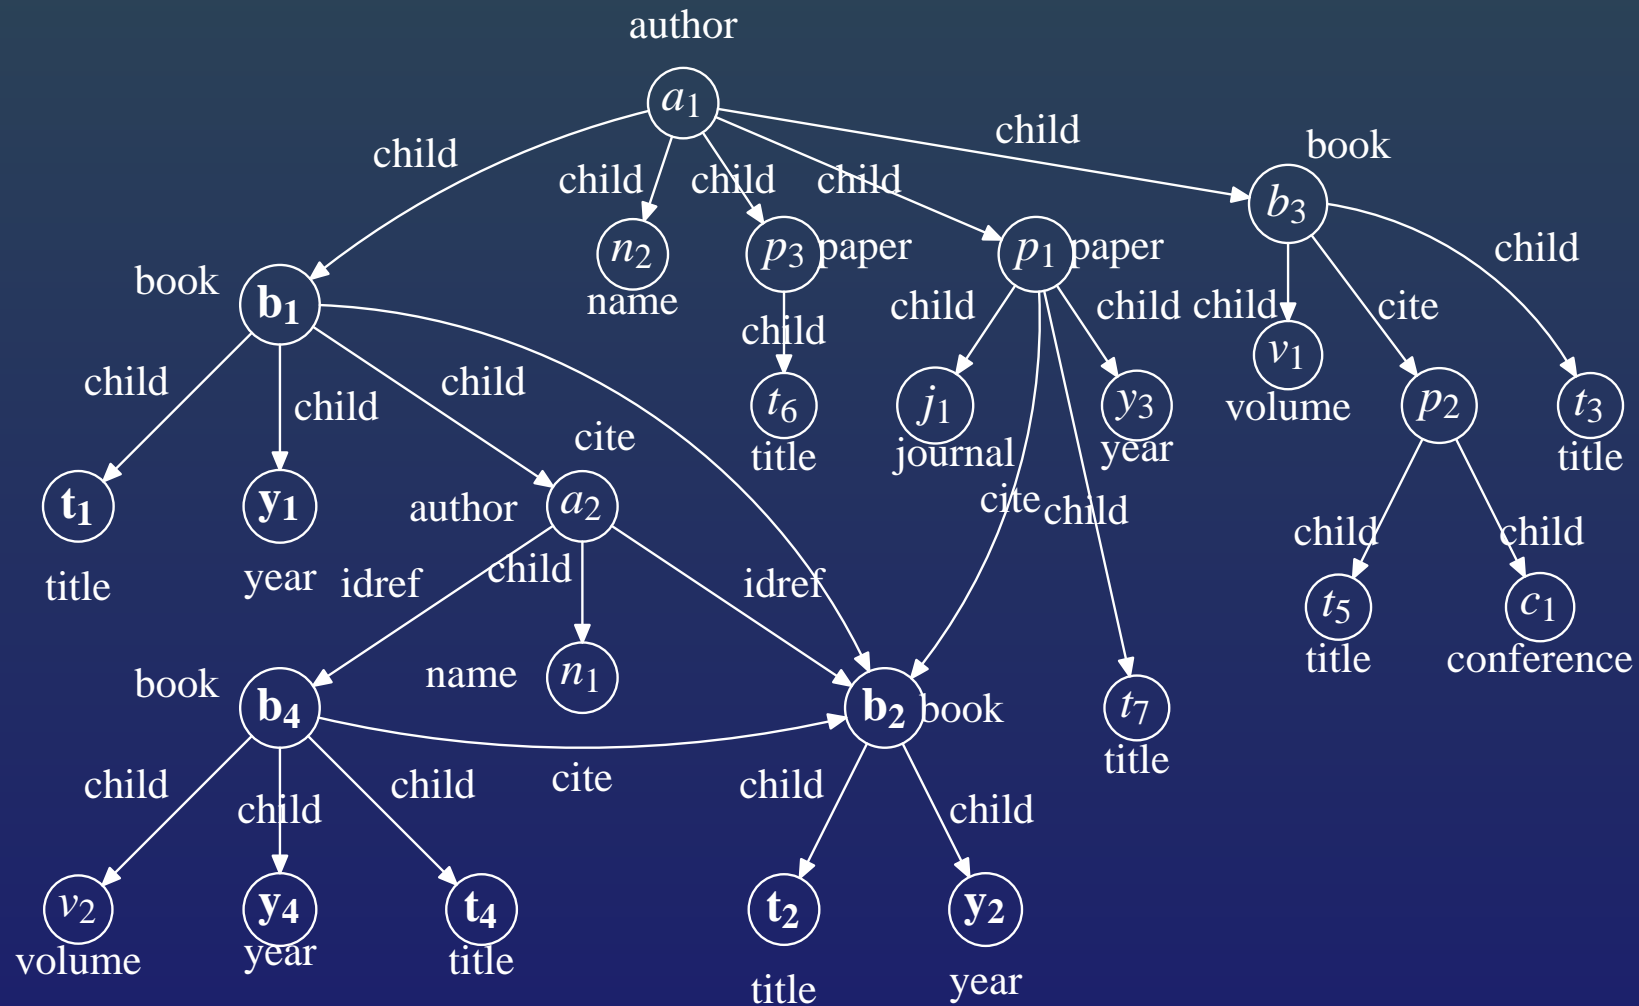 author
a1
child
child
book
child
child
child
b3
n2
p3 paper
p1 paper
child
book
b1
name
child
child
child
cite
child
v1
child
child
child
t6
j1
y3
volume
p2
t3
cite
title
journal
year
title
t1
y1
author
a2
cite
child
child
child
title
year
idref
child
idref
t5
c1
title
conference
book
name
n1
b4
b2 book
t7
title
child
child
child
cite
child
child
v2
y4
t4
t2
y2
volume
year
title
title
year